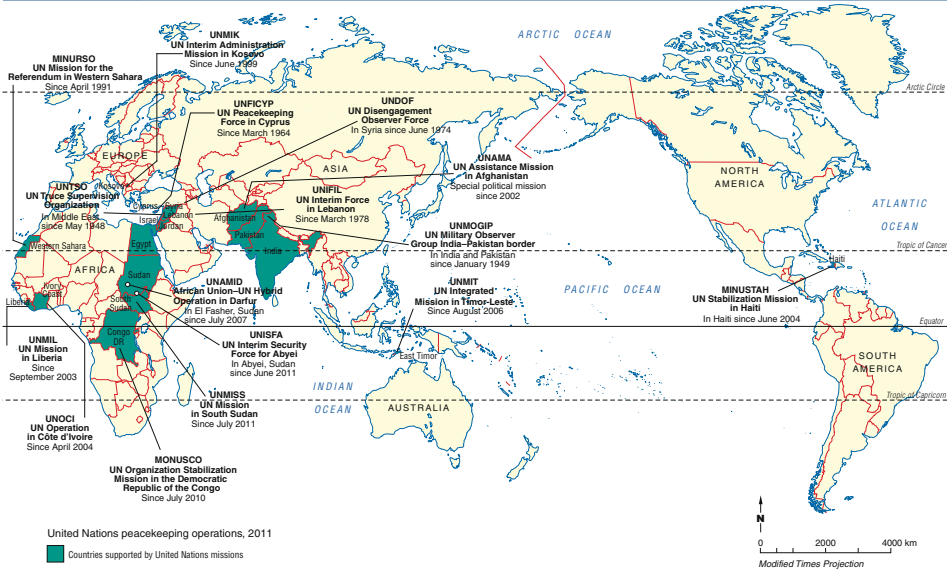 ARCTIC OCEAN
UNMIK
UN Interim Administration
Mission in Kosovo
Since June 1999
MINURSO
UN Mission for the
Referendum in Western Sahara
Since April 1991
Arctic Circle
UNFICYP
UN Peacekeeping
Force in Cyprus
Since March 1964
UNDOF
UN Disengagement
Observer Force
In Syria since June 1974
EUROPE
ASIA
UNAMA
UN Assistance Mission
in Afghanistan
Special political mission
since 2002
NORTH
AMERICA
ATLANTIC
OCEAN
UNTSO
UN Truce Supervision
Organization
In Middle East
since May 1948
Kosovo
Cyprus
Syria
Lebanon
Israel
Jordan
UNIFIL
UN Interim Force
in Lebanon
Since March 1978
Afghanistan
Pakistan
India
UNMOGIP
UN Military Observer
Group India–Pakistan border
In India and Pakistan
since January 1949
Western Sahara
Egypt
Tropic of Cancer
Haiti
AFRICA
Sudan
UNAMID
African Union–UN Hybrid
Operation in Darfur
in El Fasher, Sudan
since July 2007
UNMIT
UN Integrated
Mission in Timor-Leste
Since August 2006
PACIFIC OCEAN
MINUSTAH
UN Stabilization Mission
in Haiti
In Haiti since June 2004
Liberia
Ivory
Coast
South
Sudan
Congo
DR
Equator
UNMIL
UN Mission
in Liberia
Since
September 2003
UNISFA
UN Interim Security
Force for Abyei
In Abyei, Sudan
since June 2011
East Timor
SOUTH
AMERICA
INDIAN
OCEAN
UNMISS
UN Mission
in South Sudan
Since July 2011
AUSTRALIA
Tropic of Capricorn
UNOCI
UN Operation
in Côte d'Ivoire
Since April 2004
MONUSCO
UN Organization Stabilization
Mission in the Democratic
Republic of the Congo
Since July 2010
United Nations peacekeeping operations, 2011
Countries supported by United Nations missions
N
0 2000 4000 km
Modified Times Projection